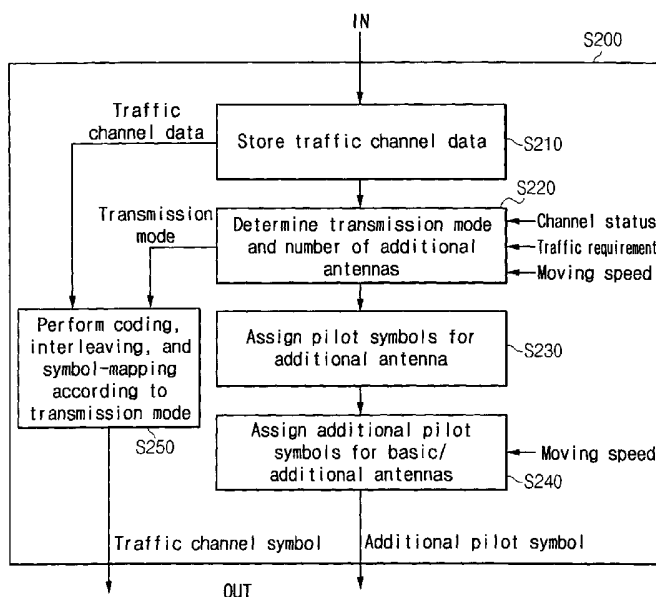 IN
S200
Traffic
channel data
Store traffic channel data
S210
S220
Transmission
mode
Determine transmission mode
and number of additional
antennas
Channel status
Traffic requirement
Moving speed
Perform coding,
interleaving, and
symbol-mapping
according to
transmission mode
S250
Assign pilot symbols for
additional antenna
S230
Assign additional pilot
symbols for basic/
additional antennas
Moving speed
S240
Traffic channel symbol
Additional pilot symbol
OUT